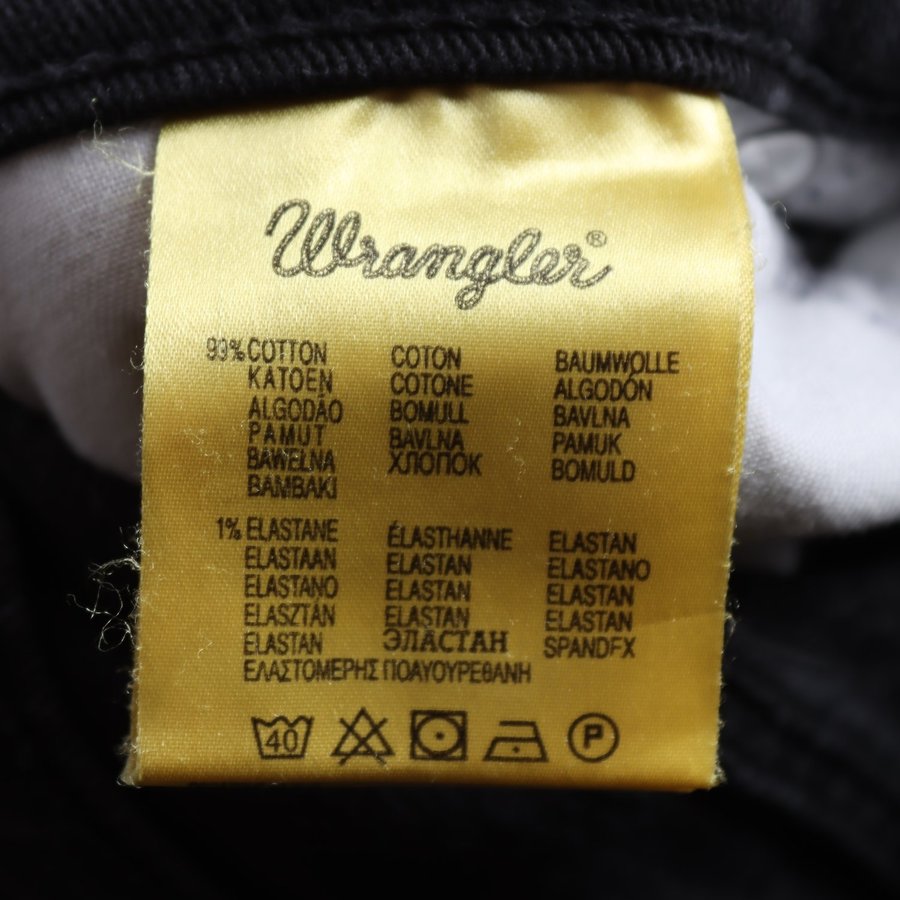 Wrangler®
99% COTTON COTON BAUMWOLLE
KATOEN COTONE ALGODÓN
ALGODÃO BOMULL BAVLNA
PAMUT BAVLNA PAMUK
BAWELNA ХЛОПОК BOMULD
BAMBAKI
1% ELASTANE ÉLASTHANNE ELASTAN
ELASTAAN ELASTAN ELASTANO
ELASTANO ELASTAN ELASTAN
ELASZTÁN ELASTAN ELASTAN
ELASTAN ЭЛАСТАН SPANDEX
ΕΛΑΣΤΟΜΕΡΗΣ ΠΟΛΥΟΥΡΕΘΑΝΗ
40 P